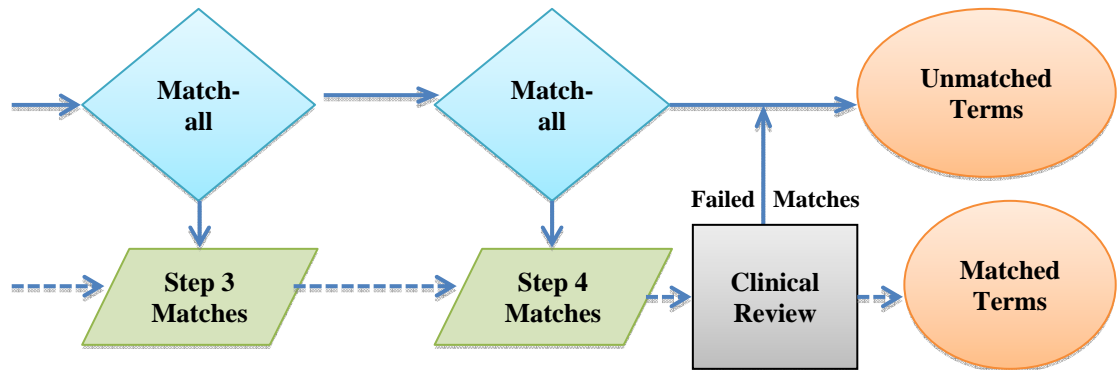 Match-
all
Match-
all
Unmatched
Terms
Failed Matches
Step 3
Matches
Step 4
Matches
Clinical
Review
Matched
Terms